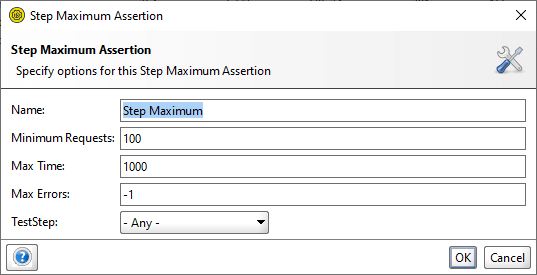 Step Maximum Assertion
Step Maximum Assertion
Specify options for this Step Maximum Assertion
Name: Step Maximum
Minimum Requests: 100
Max Time: 1000
Max Errors: -1
TestStep: - Any -
? OK Cancel